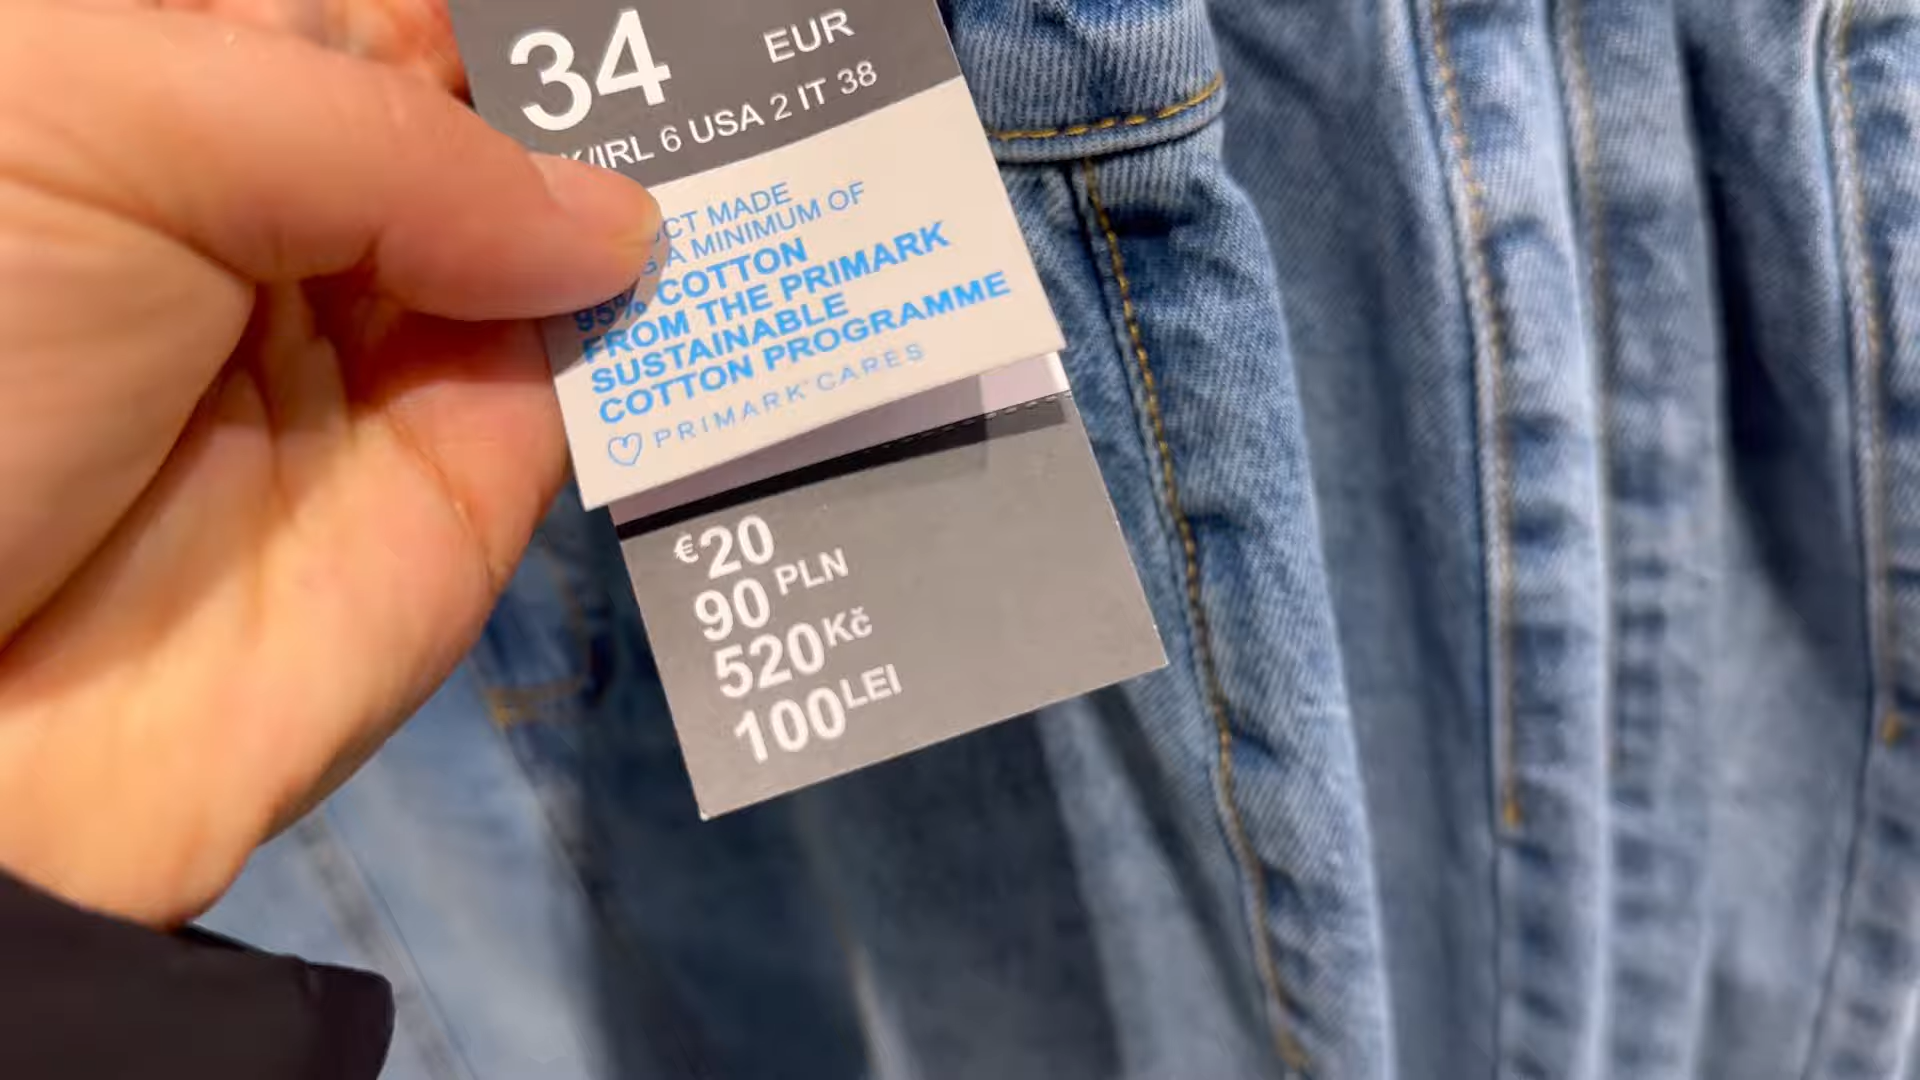 34 EUR
/IRL 6 USA 2 IT 38
MADE
A MINIMUM OF
95% COTTON
FROM THE PRIMARK
SUSTAINABLE
COTTON PROGRAMME
PRIMARK CARES
€20
90 PLN
520 Kč
100 LEI